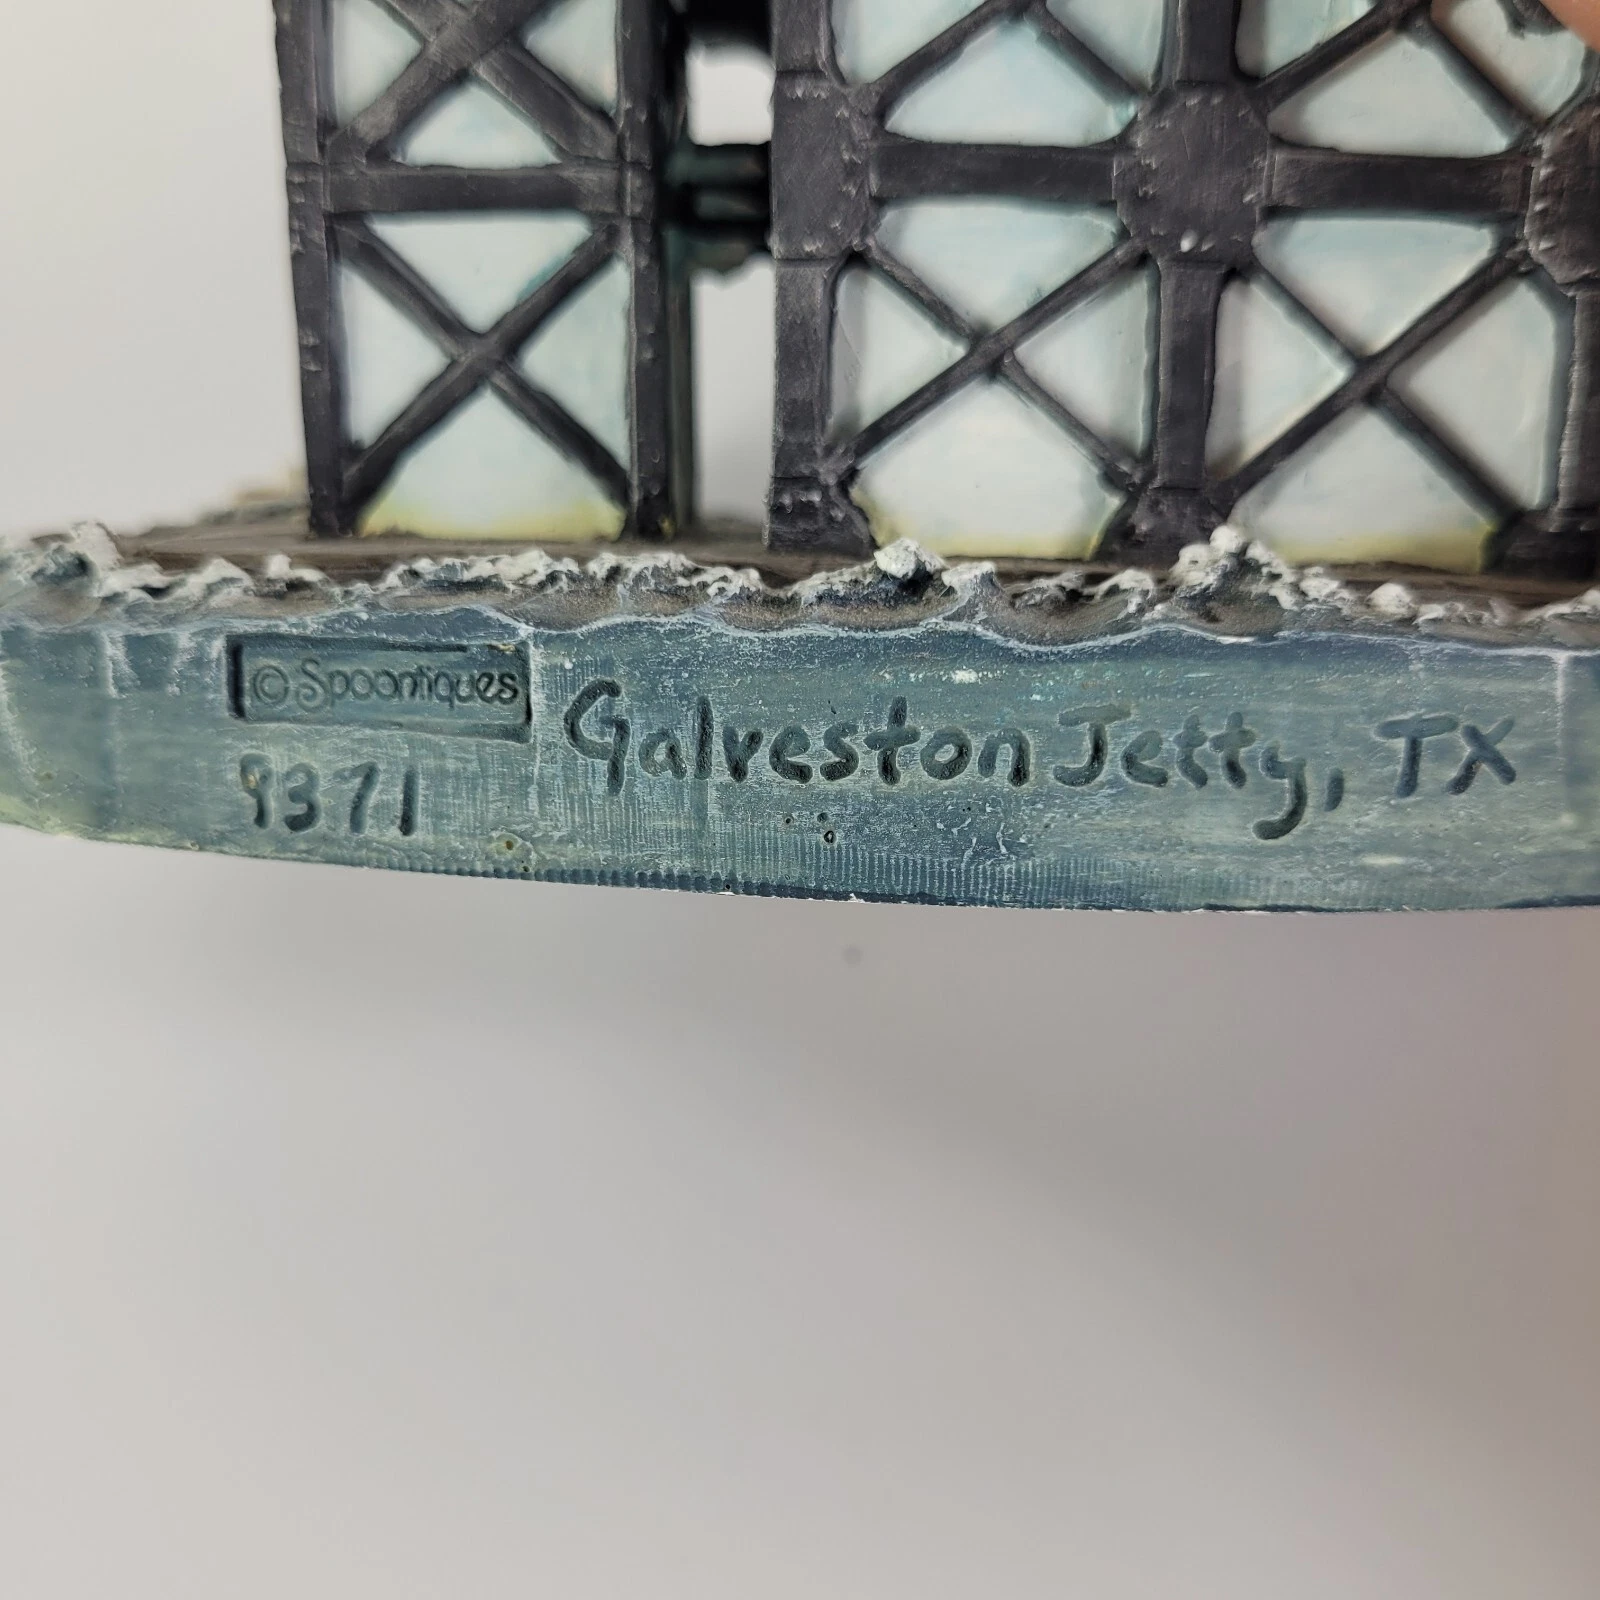 © Spoontiques
Galveston Jetty, TX
9371